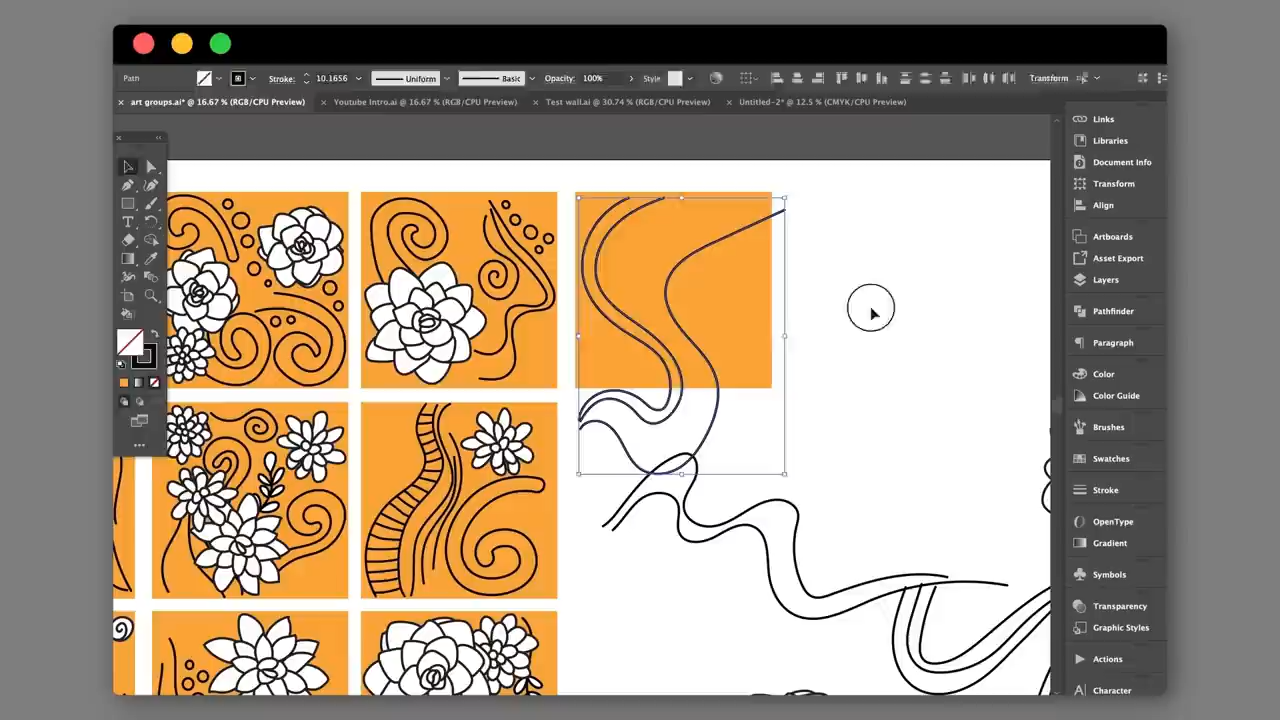 Path Stroke: 10.1656 Uniform Basic Opacity: 100% Style Transform
× art groups.ai* @ 16.67 % (RGB/CPU Preview) × Youtube Intro.ai @ 16.67 % (RGB/CPU Preview) × Test wall.ai @ 30.74 % (RGB/CPU Preview) × Untitled-2* @ 12.5 % (CMYK/CPU Preview)
Links
Libraries
Document Info
Transform
Align
Artboards
Asset Export
Layers
Pathfinder
Paragraph
Color
Color Guide
Brushes
Swatches
Stroke
OpenType
Gradient
Symbols
Transparency
Graphic Styles
Actions
Character